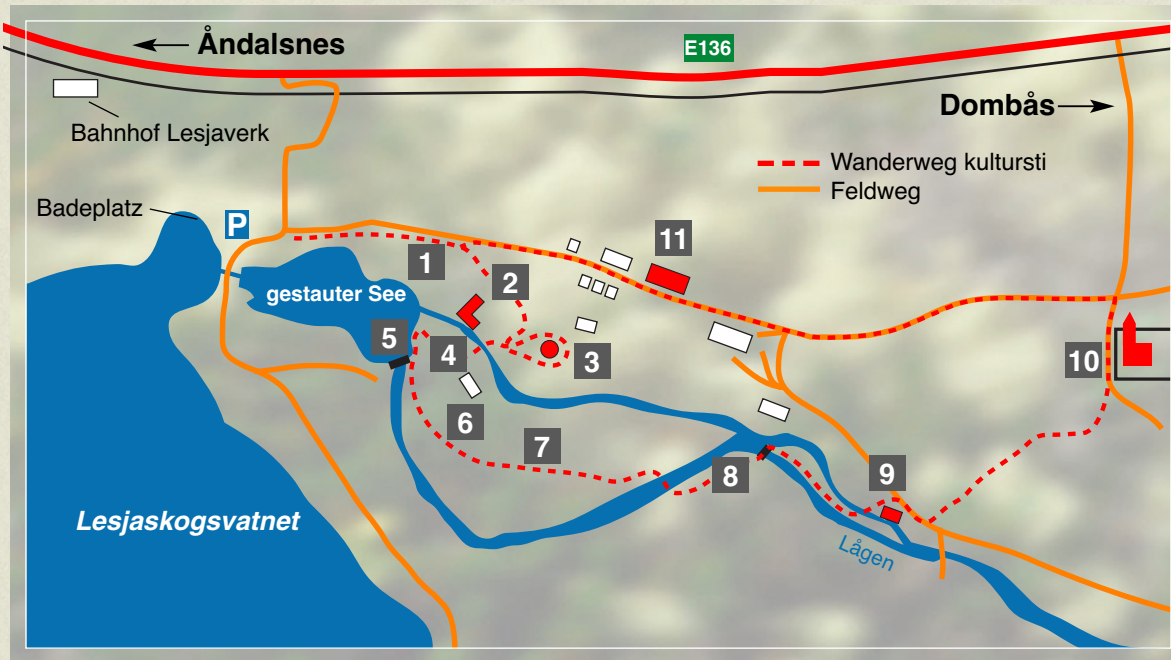 Åndalsnes
E136
Dombås
Bahnhof Lesjaverk
Wanderweg kultursti
Feldweg
Badeplatz
P
11
1
2
gestauter See
5
4
3
10
6
7
8
9
Lesjaskogsvatnet
Lågen